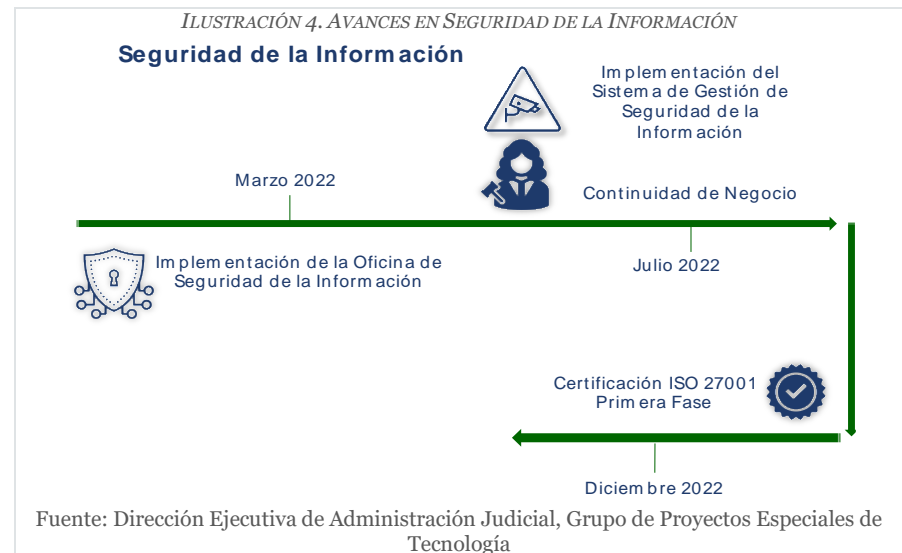 ILUSTRACIÓN 4. AVANCES EN SEGURIDAD DE LA INFORMACIÓN
Seguridad de la Información
Implementación del
Sistema de Gestión de
Seguridad de la
Información
Marzo 2022
Continuidad de Negocio
Implementación de la Oficina de
Seguridad de la Información
Julio 2022
Certificación ISO 27001
Primera Fase
Diciembre 2022
Fuente: Dirección Ejecutiva de Administración Judicial, Grupo de Proyectos Especiales de
Tecnología